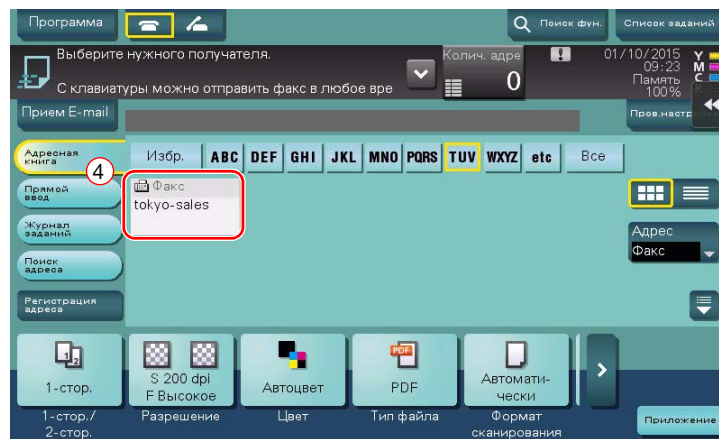 Программа
Поиск фун.
Список заданий
Выберите нужного получателя.
С клавиатуры можно отправить факс в любое вре
Колич. адре
0
01/10/2015
09:23
Память
100%
Y
M
C
K
Прием E-mail
Пров.настр
Адресная
книга
4
Избр.
ABC
DEF
GHI
JKL
MNO
PQRS
TUV
WXYZ
etc
Все
Факс
tokyo-sales
Прямой
ввод
Журнал
заданий
Поиск
адреса
Регистрация
адреса
Адрес
Факс
1-стор.
S 200 dpi
F Высокое
Автоцвет
PDF
PDF
Автомати-
чески
1-стор./
2-стор.
Разрешение
Цвет
Тип файла
Формат
сканирования
Приложение